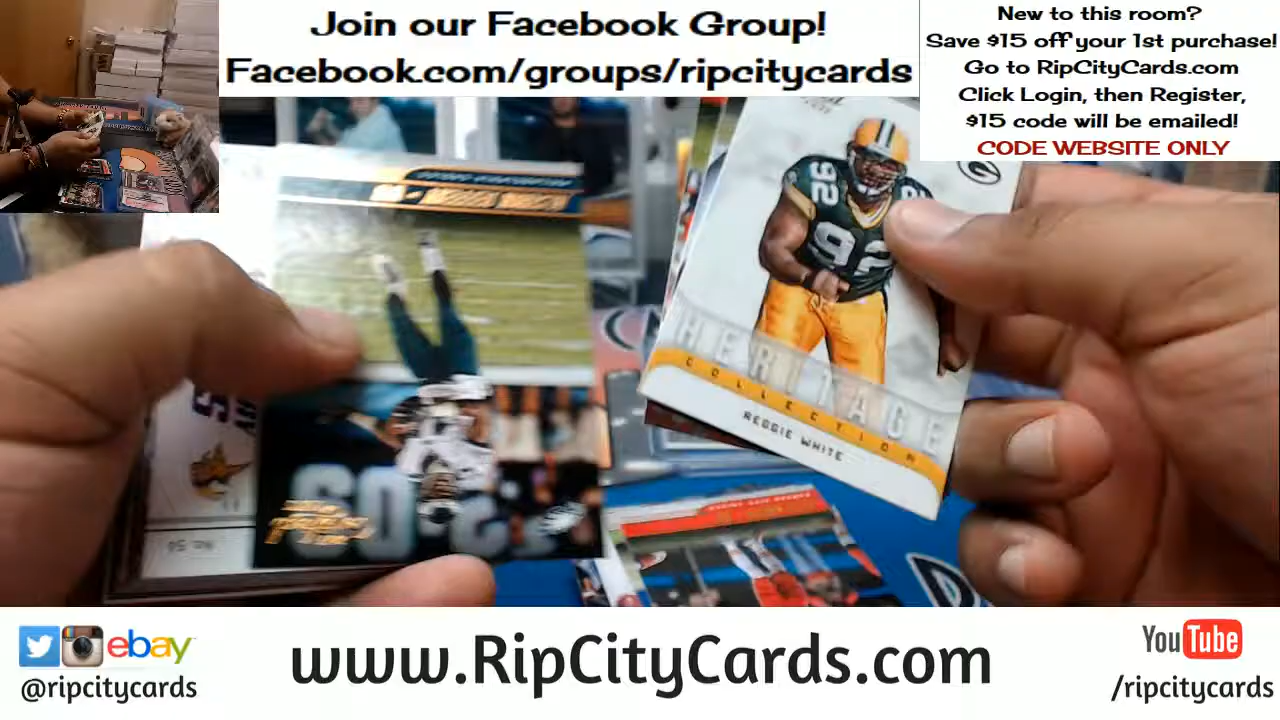 Join our Facebook Group!
Facebook.com/groups/ripcitycards
New to this room?
Save $15 off your 1st purchase!
Go to RipCityCards.com
Click Login, then Register,
$15 code will be emailed!
CODE WEBSITE ONLY
92
92
HERITAGE
COLLECTION
REGGIE WHITE
ebay
@ripcitycards
www.RipCityCards.com
YouTube
/ripcitycards